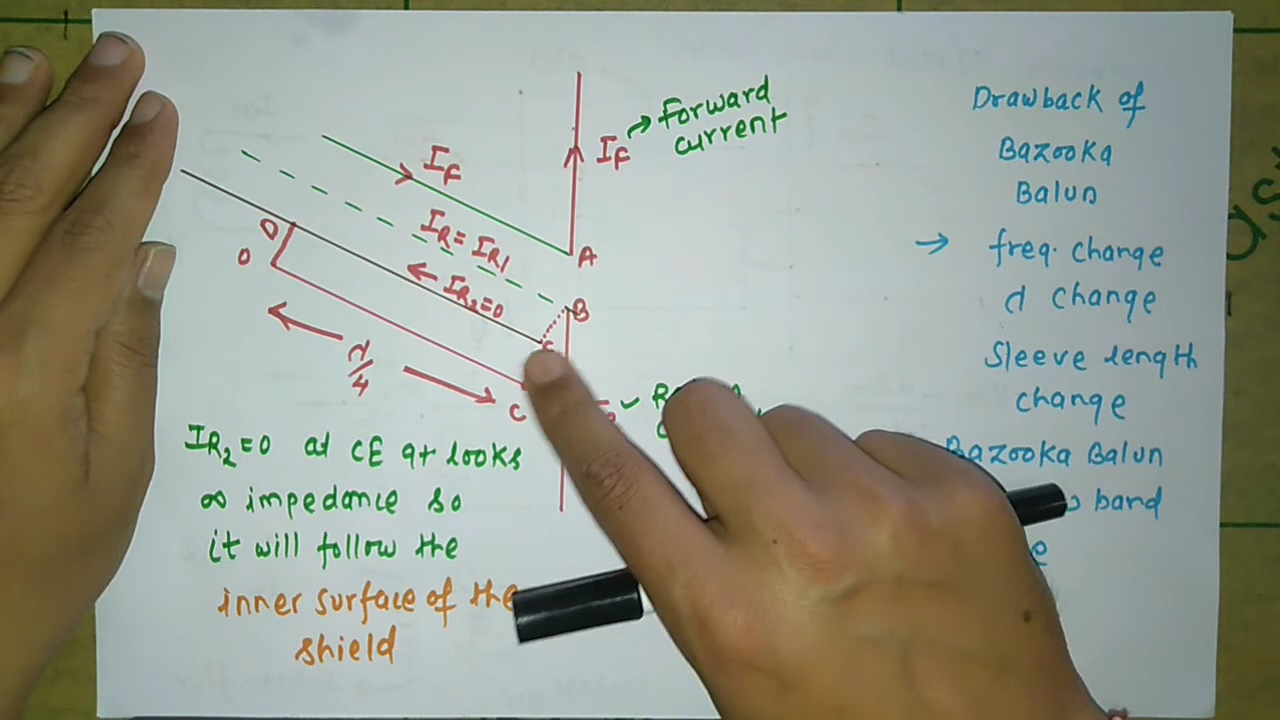 Forward
current
IF
IF
IR = IR1
IR2=0
A
B
D
O
C
λ/4
IR2=0 at CE it looks
∞ impedance so
it will follow the
inner surface of the
shield
Drawback of
Bazooka
Balun
→ freq. change
λ change
Sleeve length
change
Bazooka Balun
band